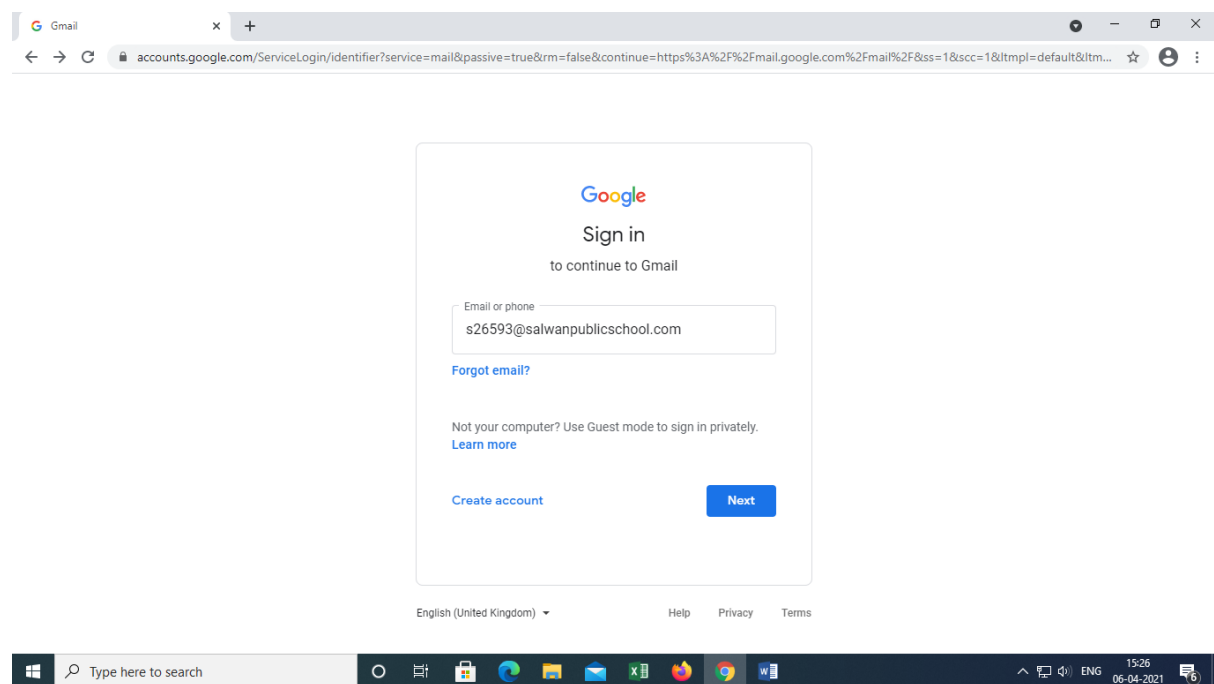 Gmail
accounts.google.com/ServiceLogin/identifier?service=mail&passive=true&rm=false&continue=https%3A%2F%2Fmail.google.com%2Fmail%2F&ss=1&scc=1&ltmpl=default&ltm...
Google
Sign in
to continue to Gmail
Email or phone
s26593@salwanpublicschool.com
Forgot email?
Not your computer? Use Guest mode to sign in privately.
Learn more
Create account Next
English (United Kingdom) Help Privacy Terms
Type here to search ENG 15:26
06-04-2021 6